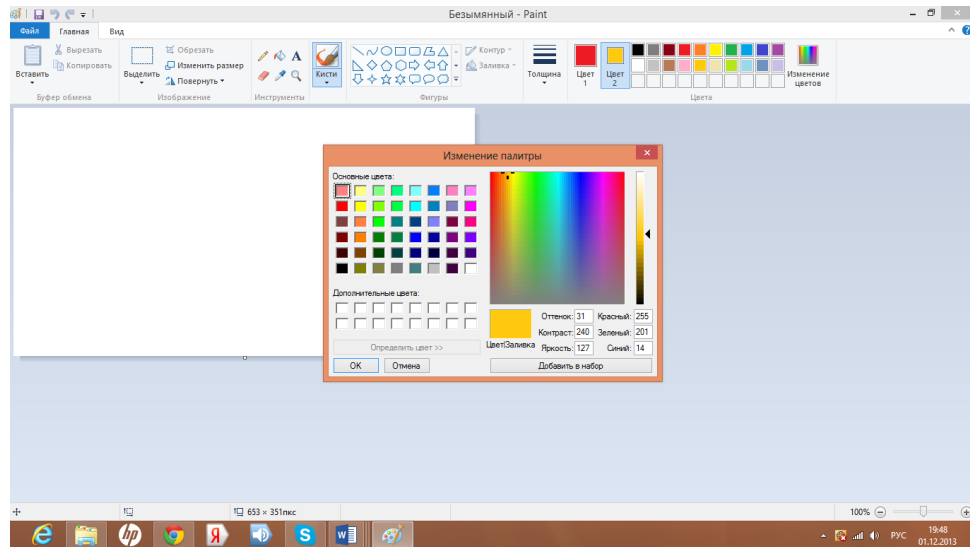 Безымянный - Paint
Файл Главная Вид
Вставить
Вырезать
Копировать
Буфер обмена
Выделить
Обрезать
Изменить размер
Повернуть
Изображение
A
Инструменты
Кисти
Контур
Заливка
Фигуры
Толщина
Цвет 1
Цвет 2
Изменение цветов
Цвета
Изменение палитры
Основные цвета:
Дополнительные цвета:
Определить цвет >>
OK Отмена
Цвет|Заливка
Оттенок: 31 Красный: 255
Контраст: 240 Зеленый: 201
Яркость: 127 Синий: 14
Добавить в набор
653 × 351пкс
100%
hp Я S W
РУС
19:48
01.12.2013